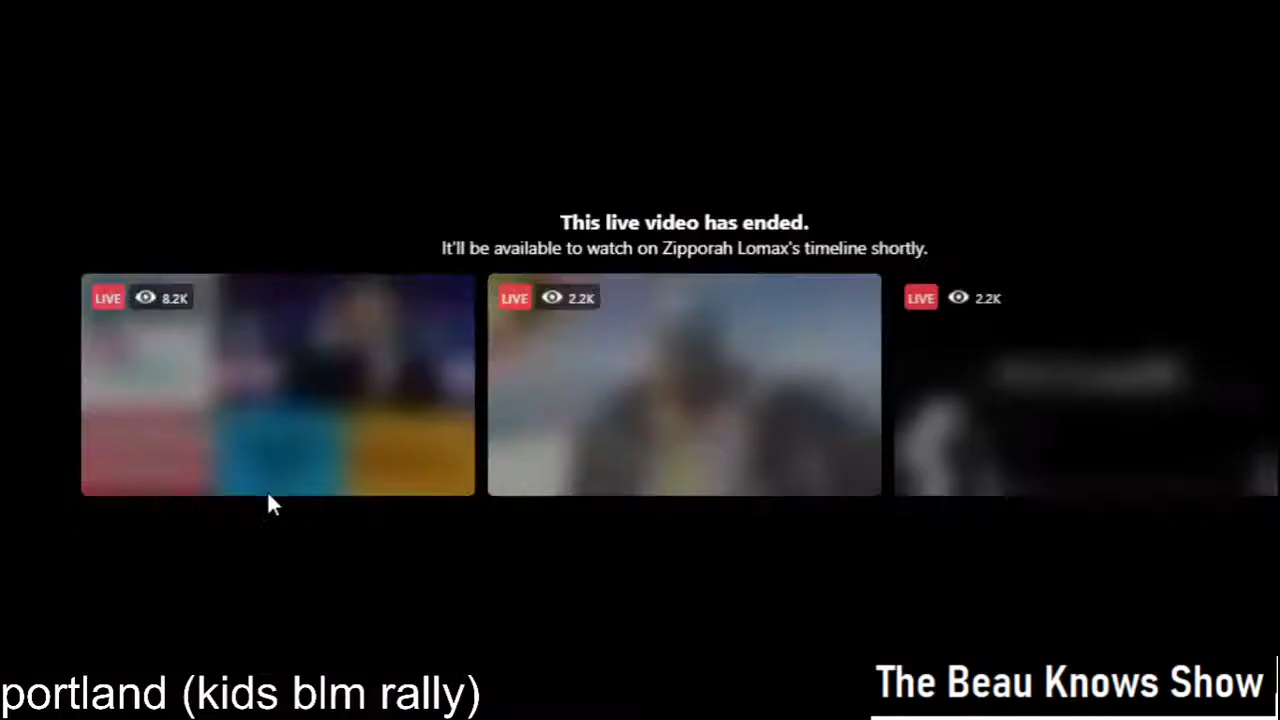 This live video has ended.
It'll be available to watch on Zipporah Lomax's timeline shortly.
LIVE 8.2K
LIVE 2.2K
LIVE 2.2K
portland (kids blm rally)
The Beau Knows Show